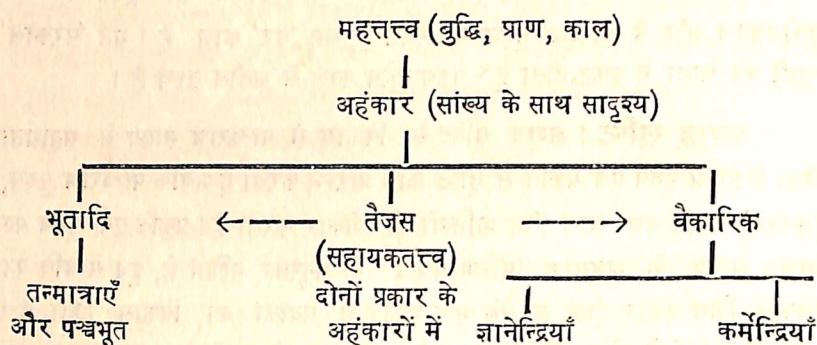 महत्तत्त्व (बुद्धि, प्राण, काल)
अहंकार (सांख्य के साथ सादृश्य)
भूतादि तैजस वैकारिक
(सहायकतत्त्व)
तन्मात्राएँ दोनों प्रकार के
और पञ्चभूत अहंकारों में ज्ञानेन्द्रियाँ कर्मेन्द्रियाँ